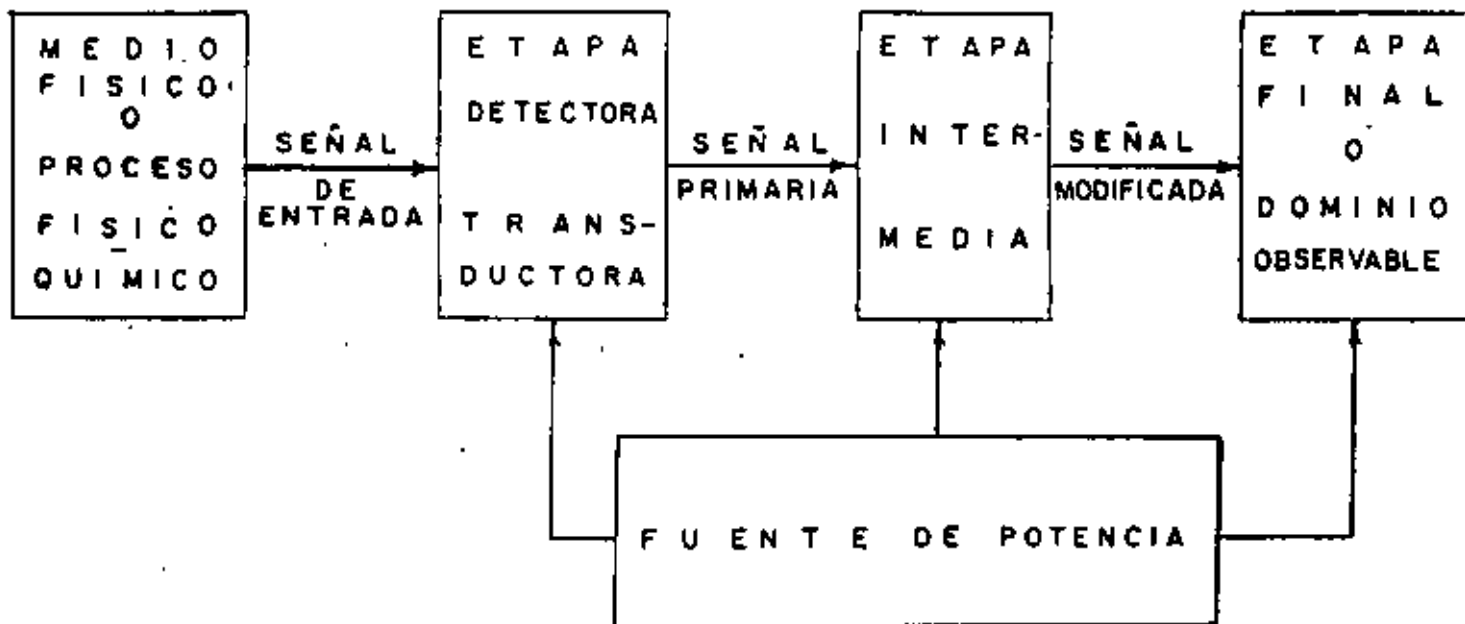 MEDIO
FISICO
O
PROCESO
FISICO
–
QUIMICO
SEÑAL
DE
ENTRADA
ETAPA
DETECTORA
TRANS-
DUCTORA
SEÑAL
PRIMARIA
ETAPA
INTER-
MEDIA
SEÑAL
MODIFICADA
ETAPA
FINAL
O
DOMINIO
OBSERVABLE
FUENTE DE POTENCIA